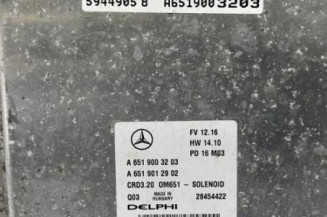 5944905 8 A6519003203
FV 12.16
HW 14.10
PD 16 M03
A 651 900 32 03
A 651 901 29 02
CRD3.20 OM651 - SOLENOID
Q03 MADE IN HUNGARY 28454422
DELPHI